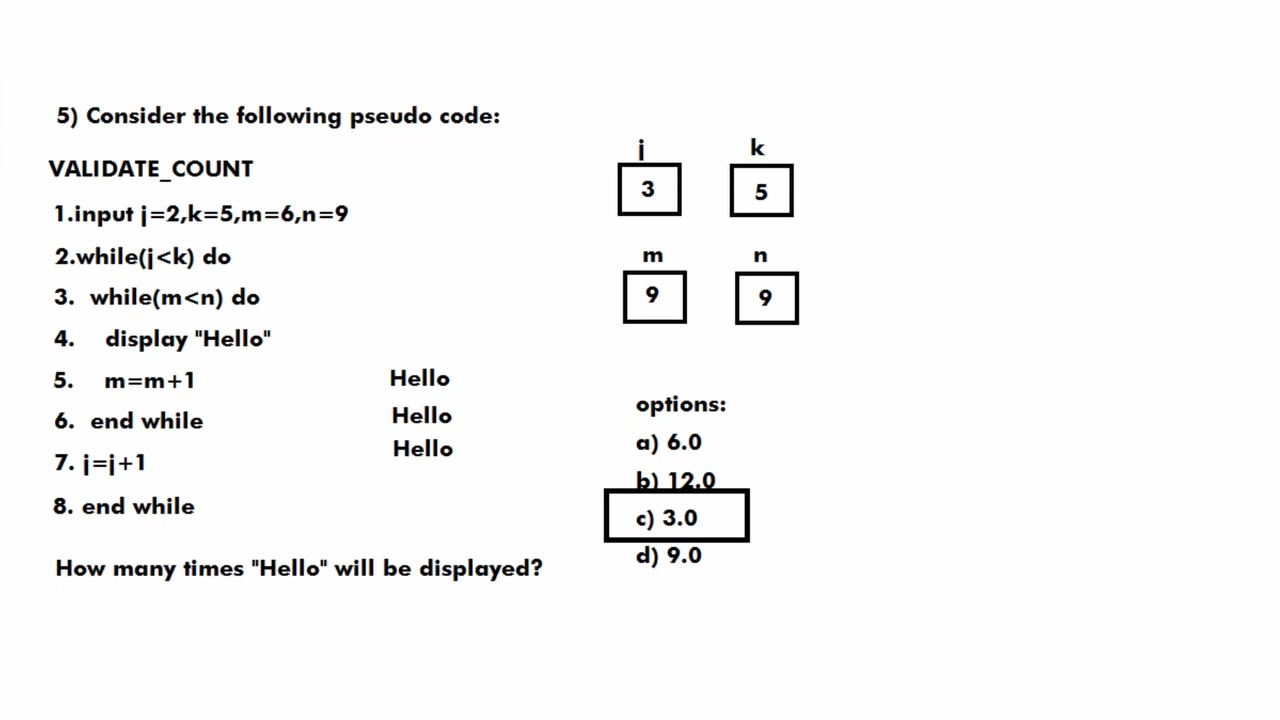 5) Consider the following pseudo code:
VALIDATE_COUNT
1.input j=2,k=5,m=6,n=9
2.while(j<k) do
3. while(m<n) do
4. display "Hello"
5. m=m+1
6. end while
7. j=j+1
8. end while
How many times "Hello" will be displayed?
Hello
Hello
Hello
j k
3 5
m n
9 9
options:
a) 6.0
b) 12.0
c) 3.0
d) 9.0